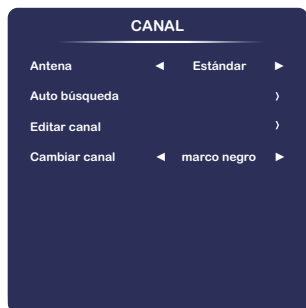 CANAL
Antena ◄ Estándar ►
Auto búsqueda 〉
Editar canal 〉
Cambiar canal ◄ marco negro ►